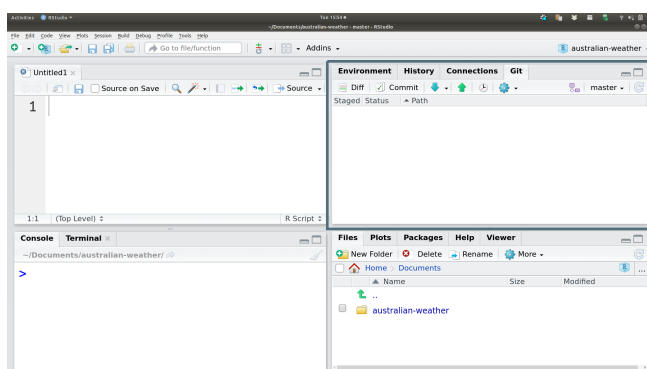 Activities RStudio Tue 15:54
~/Documents/australian-weather - master - RStudio
File Edit Code View Plots Session Build Debug Profile Tools Help
Go to file/function Addins australian-weather
Untitled1
Source on Save Source
1
1:1 (Top Level) R Script
Environment History Connections Git
Diff Commit master
Staged Status Path
Console Terminal
~/Documents/australian-weather/
>
Files Plots Packages Help Viewer
New Folder Delete Rename More
Home Documents ...
Name Size Modified
..
australian-weather